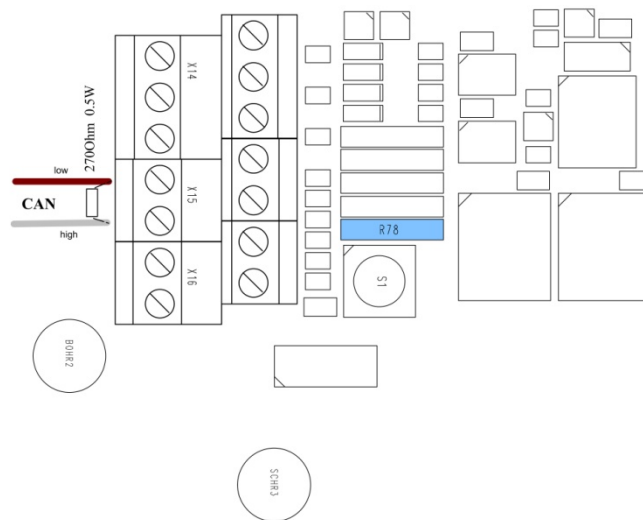 X14
270Ohm 0.5W
low
CAN
high
X15
X16
R78
S1
BOHR2
SCHR3